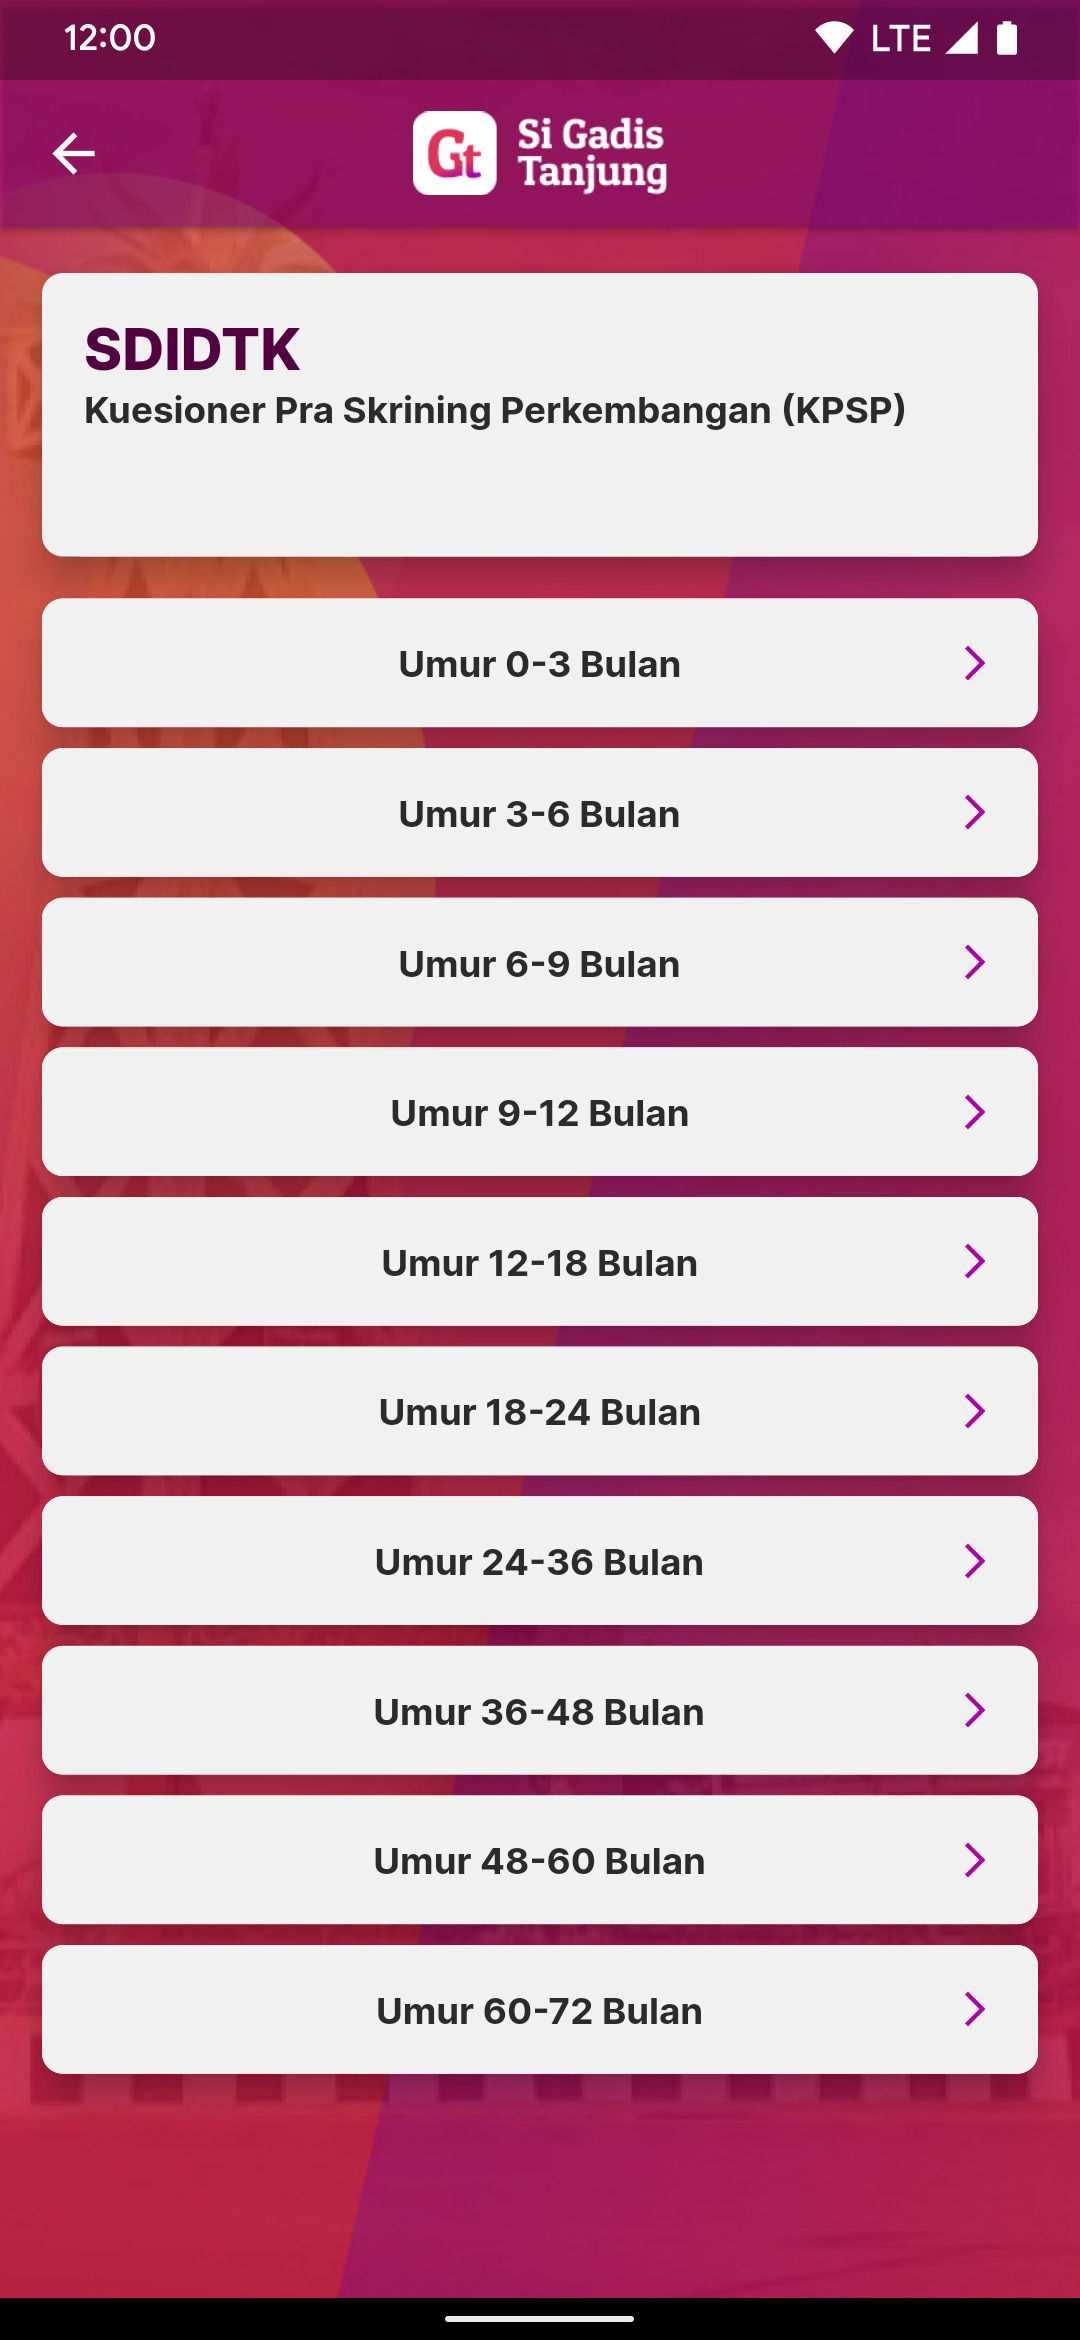 12:00
LTE
Gt
Si Gadis
Tanjung
SDIDTK
Kuesioner Pra Skrining Perkembangan (KPSP)
Umur 0-3 Bulan
Umur 3-6 Bulan
Umur 6-9 Bulan
Umur 9-12 Bulan
Umur 12-18 Bulan
Umur 18-24 Bulan
Umur 24-36 Bulan
Umur 36-48 Bulan
Umur 48-60 Bulan
Umur 60-72 Bulan